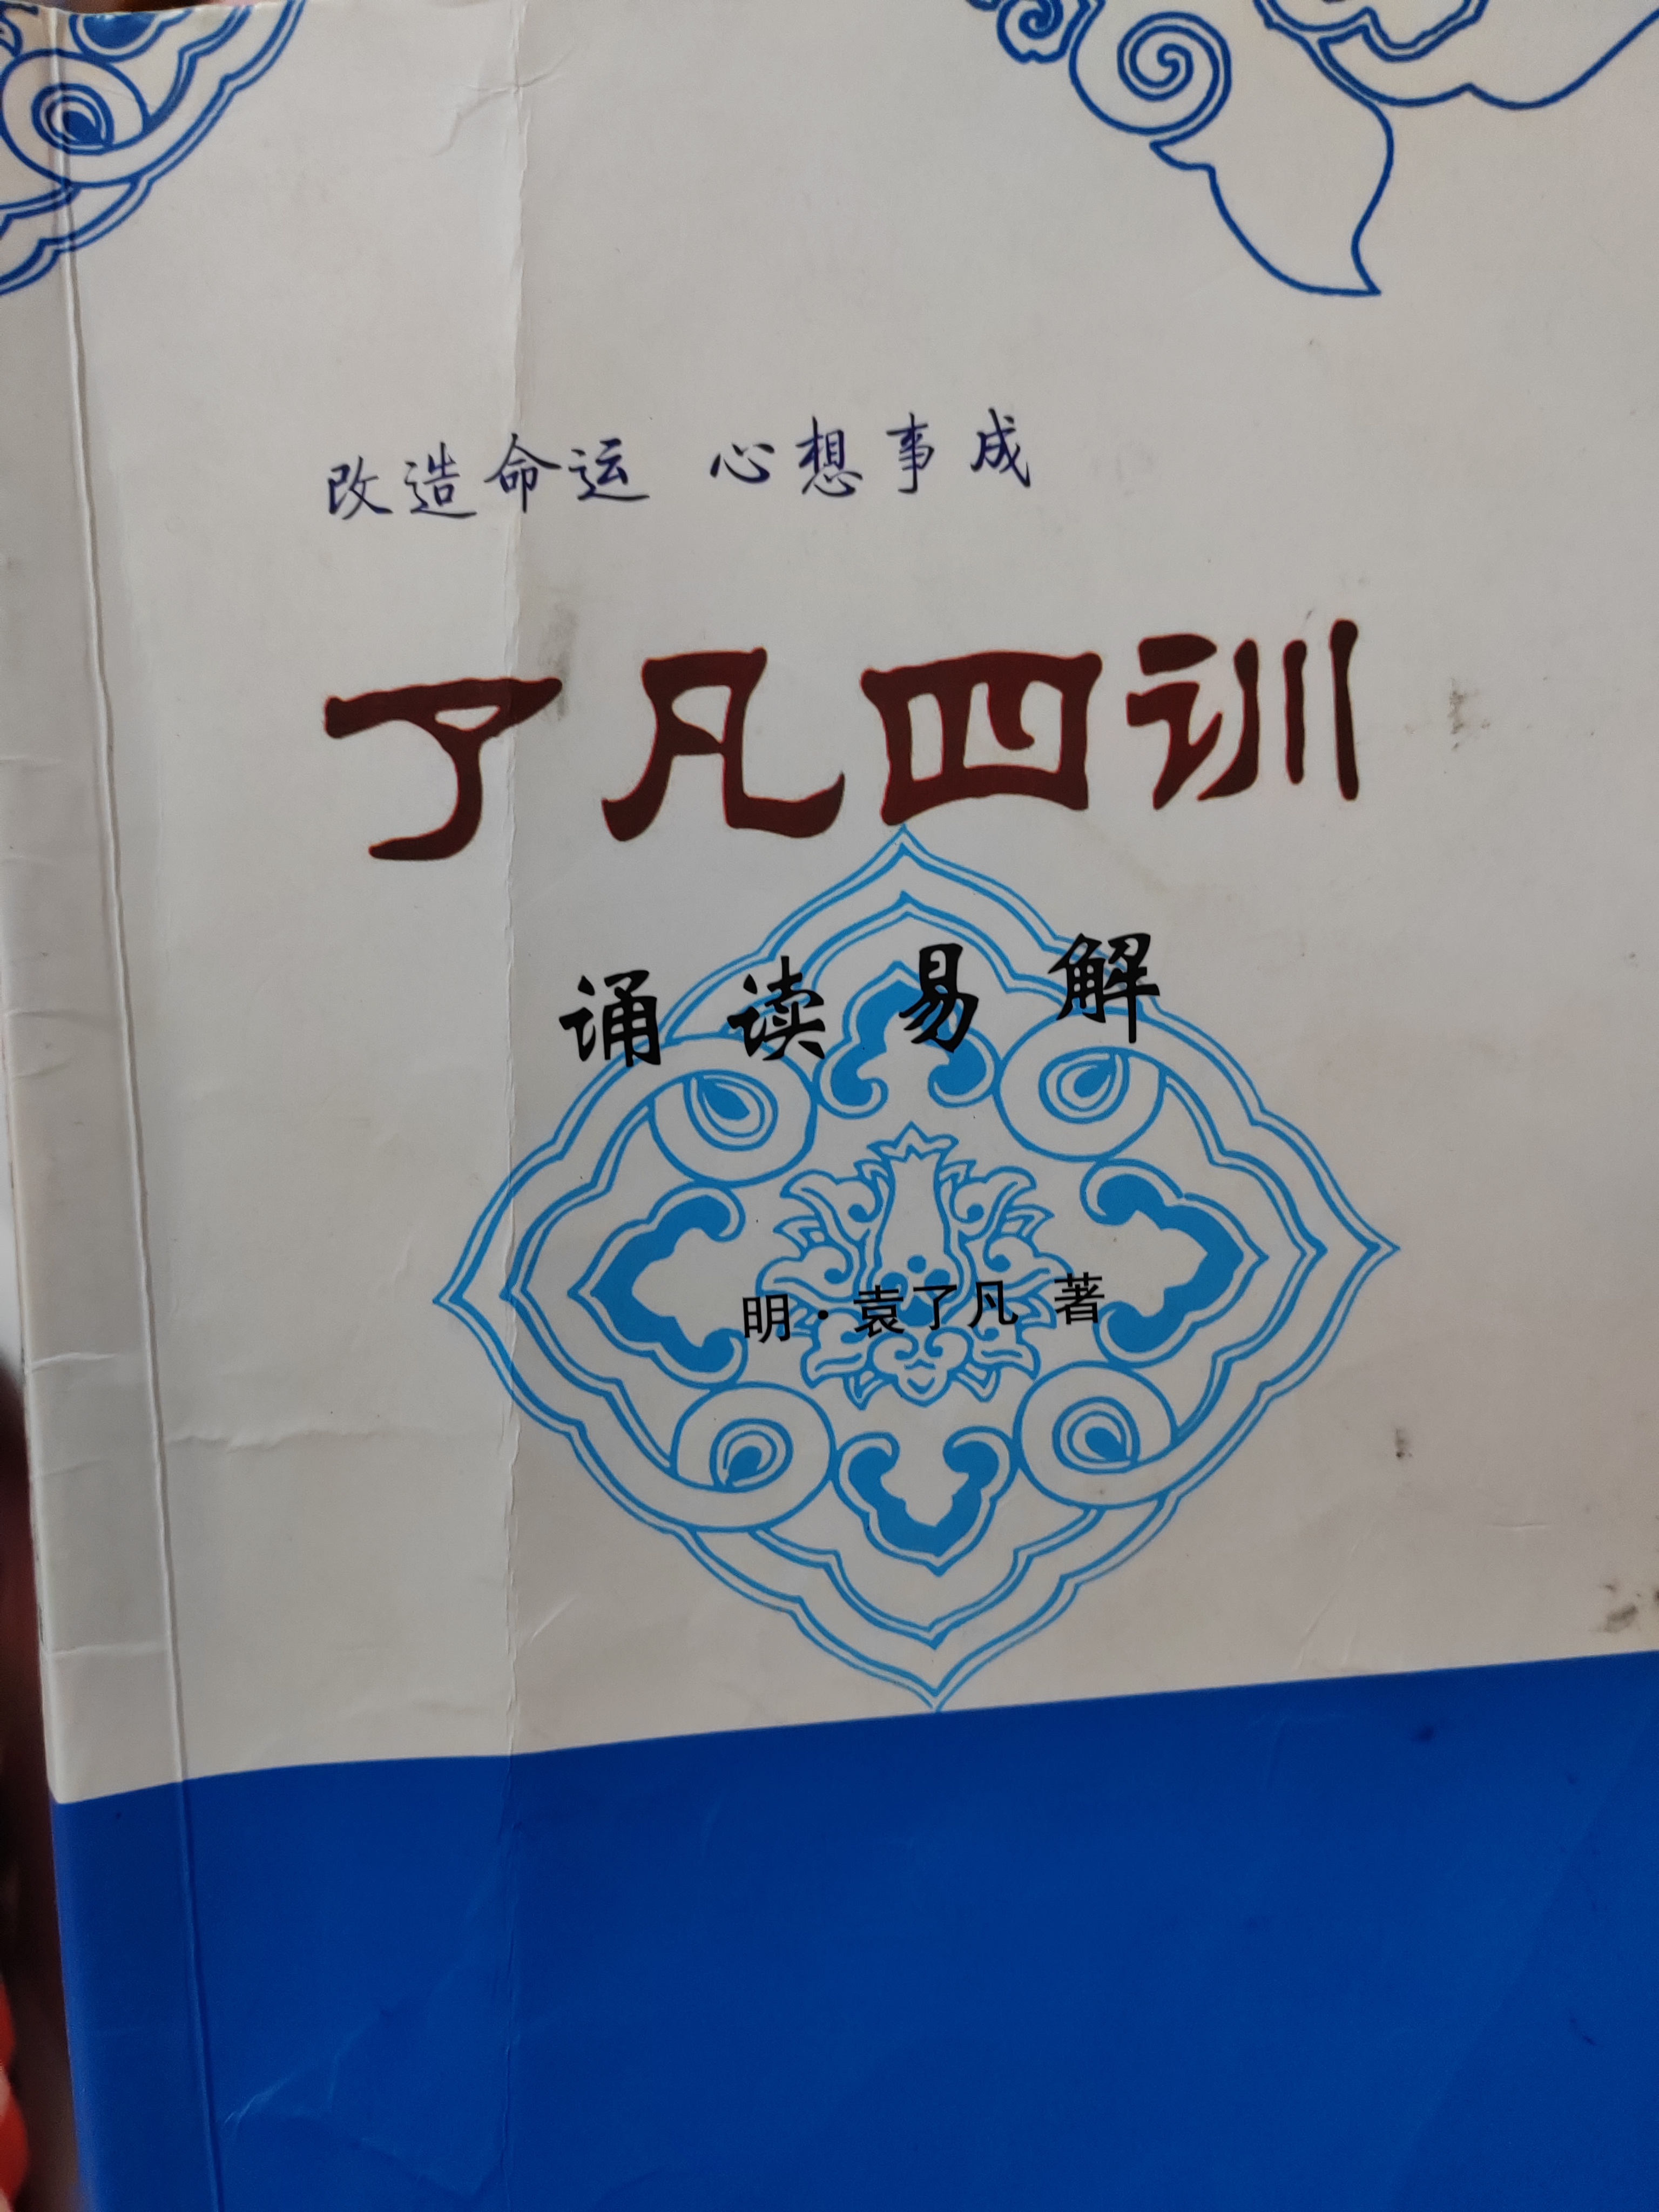 改造命运 心想事成
了凡四训
诵读易解
明·袁了凡 著